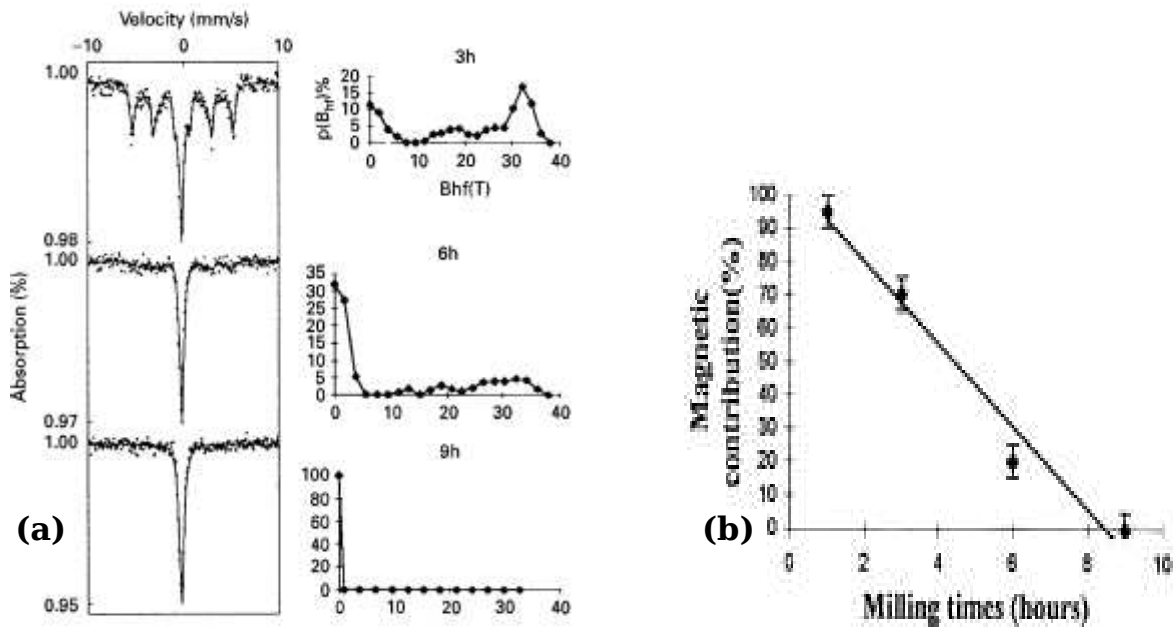 Velocity (mm/s)
−10 0 10
1.00
0.98
1.00
0.97
1.00
0.95
Absorption (%)
(a)
3h
20
15
10
5
0
p(Bhf)%
0 10 20 30 40
Bhf(T)
6h
35
30
25
20
15
10
5
0
0 10 20 30 40
9h
100
80
60
40
20
0
0 10 20 30 40
(b)
Magnetic
contribution(%)
100
90
80
70
60
50
40
30
20
10
0
0 2 4 6 8 10
Milling times (hours)